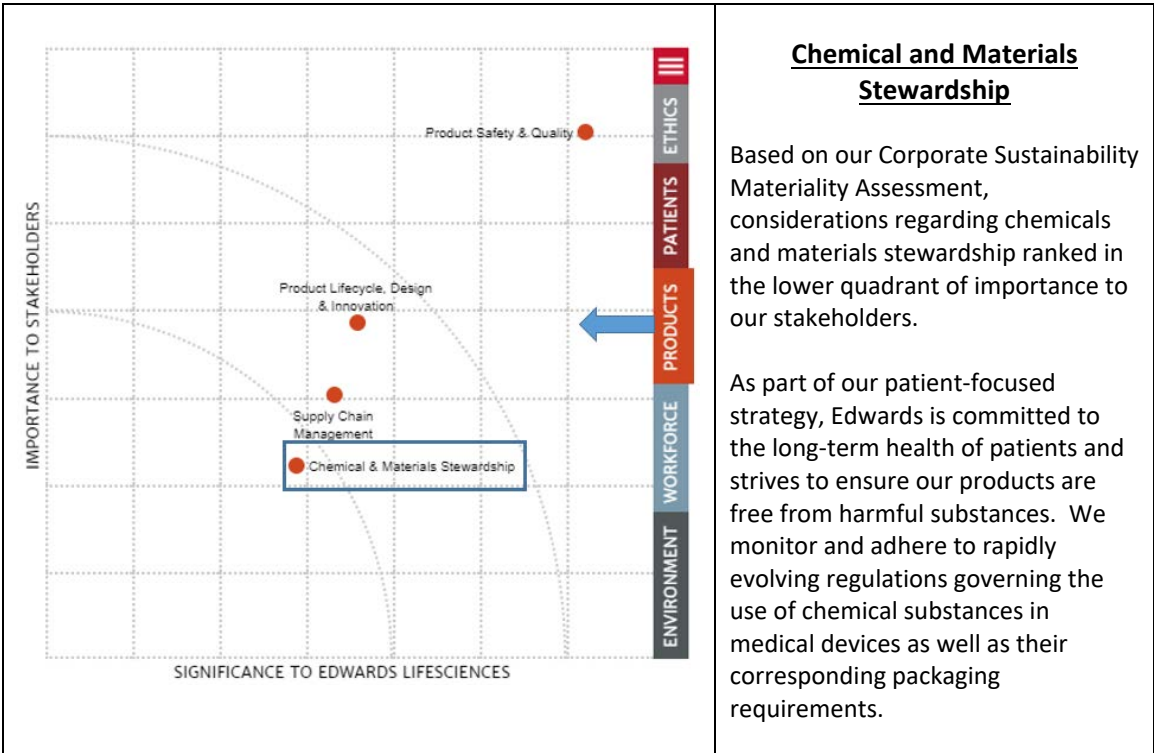 Product Safety & Quality
Product Lifecycle, Design
& Innovation
Supply Chain
Management
Chemical & Materials Stewardship
IMPORTANCE TO STAKEHOLDERS
SIGNIFICANCE TO EDWARDS LIFESCIENCES
ETHICS
PATIENTS
PRODUCTS
WORKFORCE
ENVIRONMENT
Chemical and Materials
Stewardship
Based on our Corporate Sustainability
Materiality Assessment,
considerations regarding chemicals
and materials stewardship ranked in
the lower quadrant of importance to
our stakeholders.
As part of our patient-focused
strategy, Edwards is committed to
the long-term health of patients and
strives to ensure our products are
free from harmful substances.  We
monitor and adhere to rapidly
evolving regulations governing the
use of chemical substances in
medical devices as well as their
corresponding packaging
requirements.